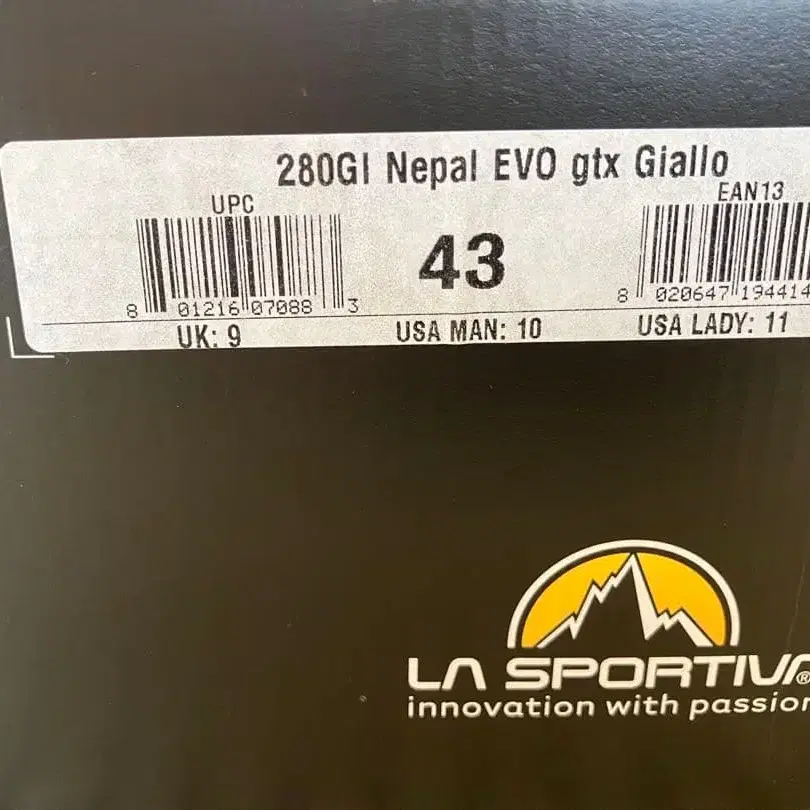 280GI Nepal EVO gtx Giallo
UPC
EAN13
43
8 01216 07088 3
8 020647 194414
UK: 9
USA MAN: 10
USA LADY: 11
LA SPORTIVA®
innovation with passion